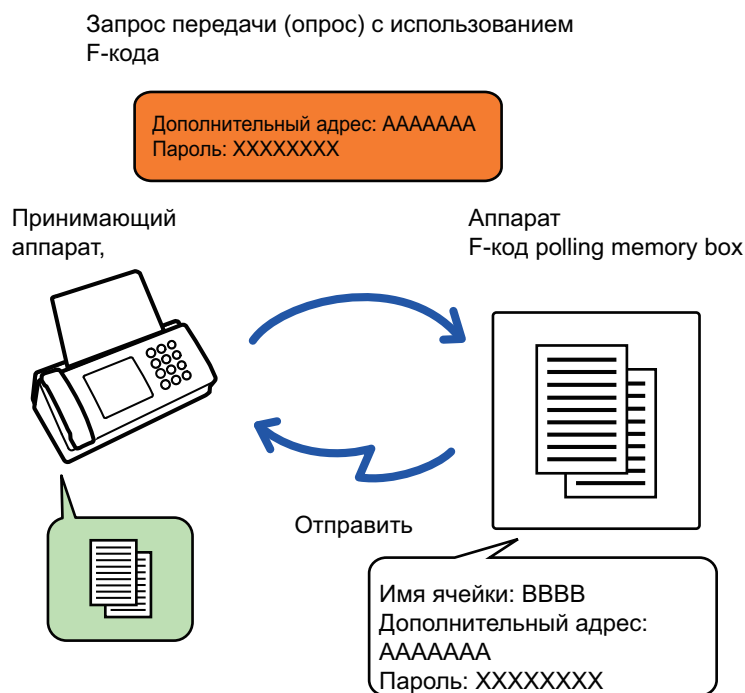 Запрос передачи (опрос) с использованием
F-кода
Дополнительный адрес: AAAAAAA
Пароль: XXXXXXXX
Принимающий
аппарат,
Аппарат
F-код polling memory box
Отправить
Имя ячейки: BBBB
Дополнительный адрес:
AAAAAAA
Пароль: XXXXXXXX